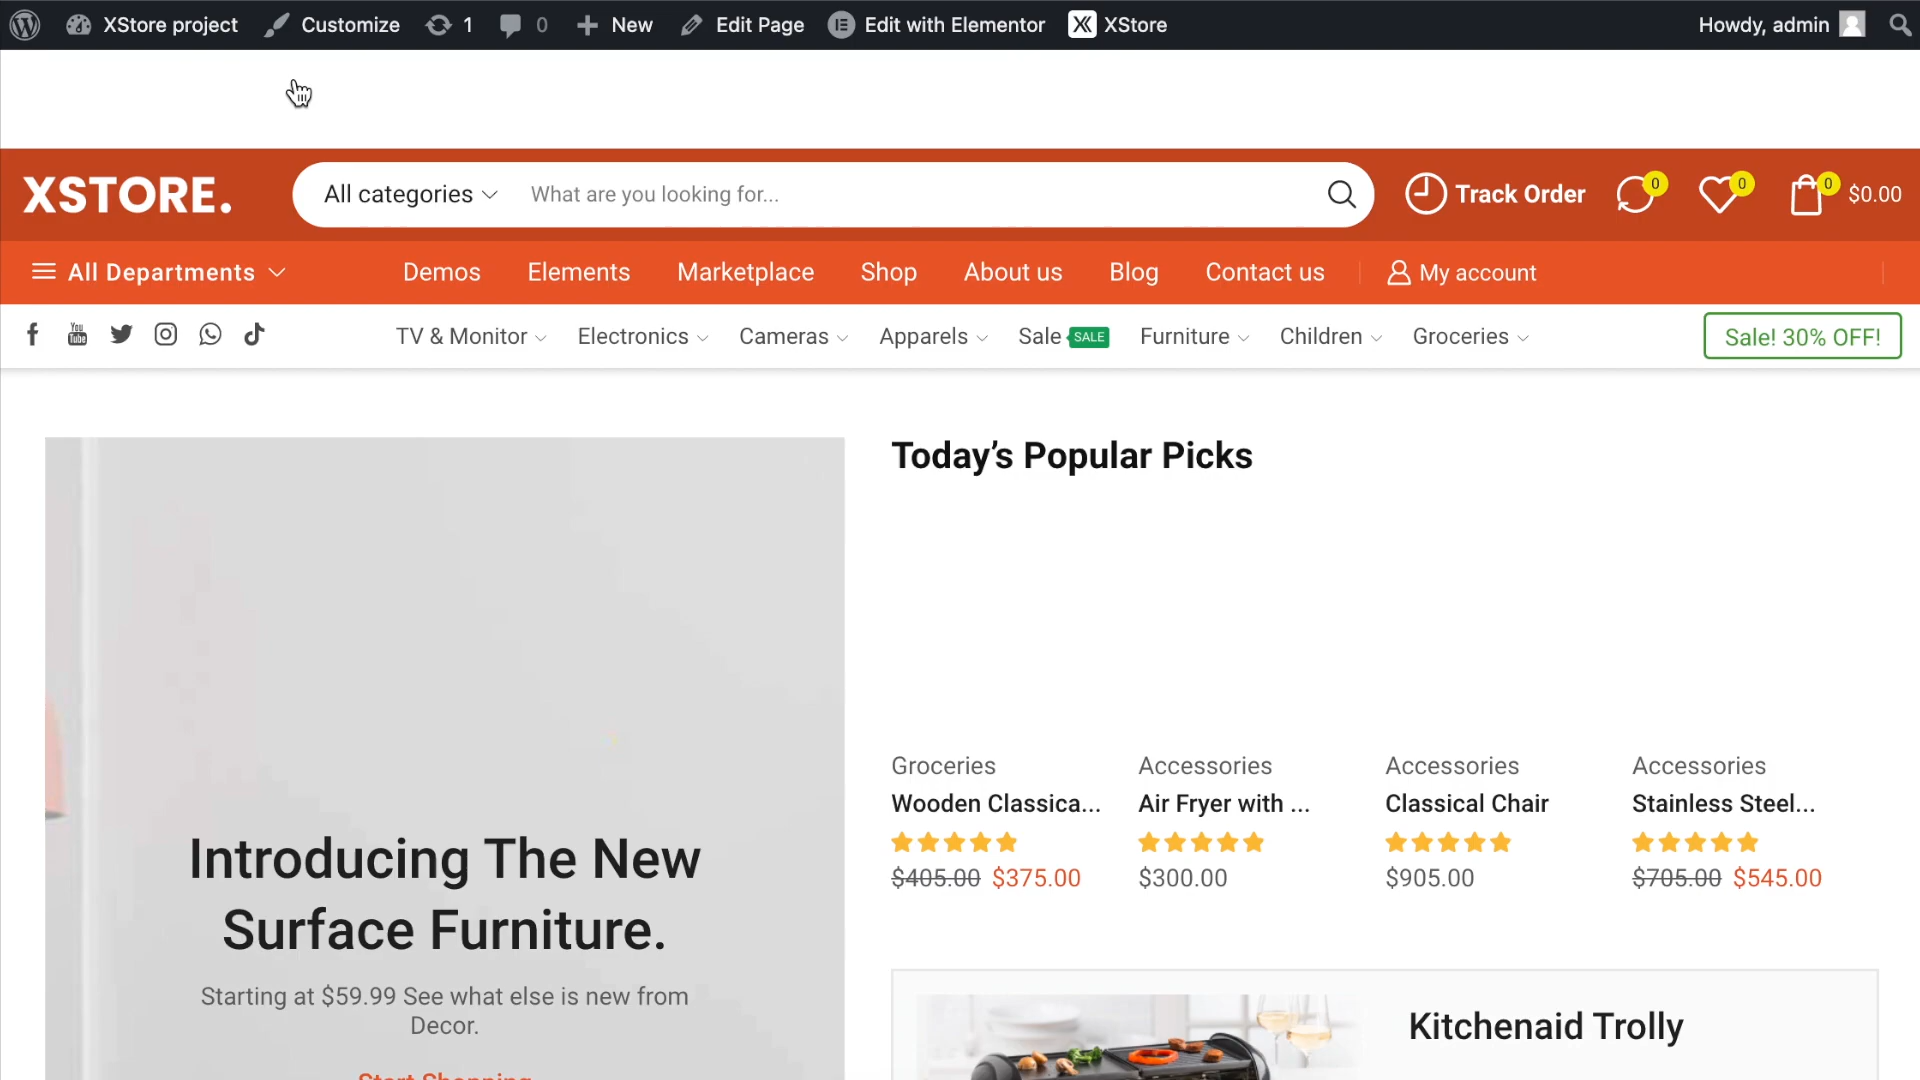 XStore project Customize 1 0 New Edit Page Edit with Elementor XStore Howdy, admin
XSTORE. All categories What are you looking for... Track Order 0 0 0 $0.00
All Departments Demos Elements Marketplace Shop About us Blog Contact us My account
TV & Monitor Electronics Cameras Apparels Sale SALE Furniture Children Groceries Sale! 30% OFF!
Today's Popular Picks
Groceries Accessories Accessories Accessories
Wooden Classica... Air Fryer with ... Classical Chair Stainless Steel...
$405.00 $375.00 $300.00 $905.00 $705.00 $545.00
Introducing The New
Surface Furniture.
Starting at $59.99 See what else is new from
Decor.
Start Shopping
Kitchenaid Trolly